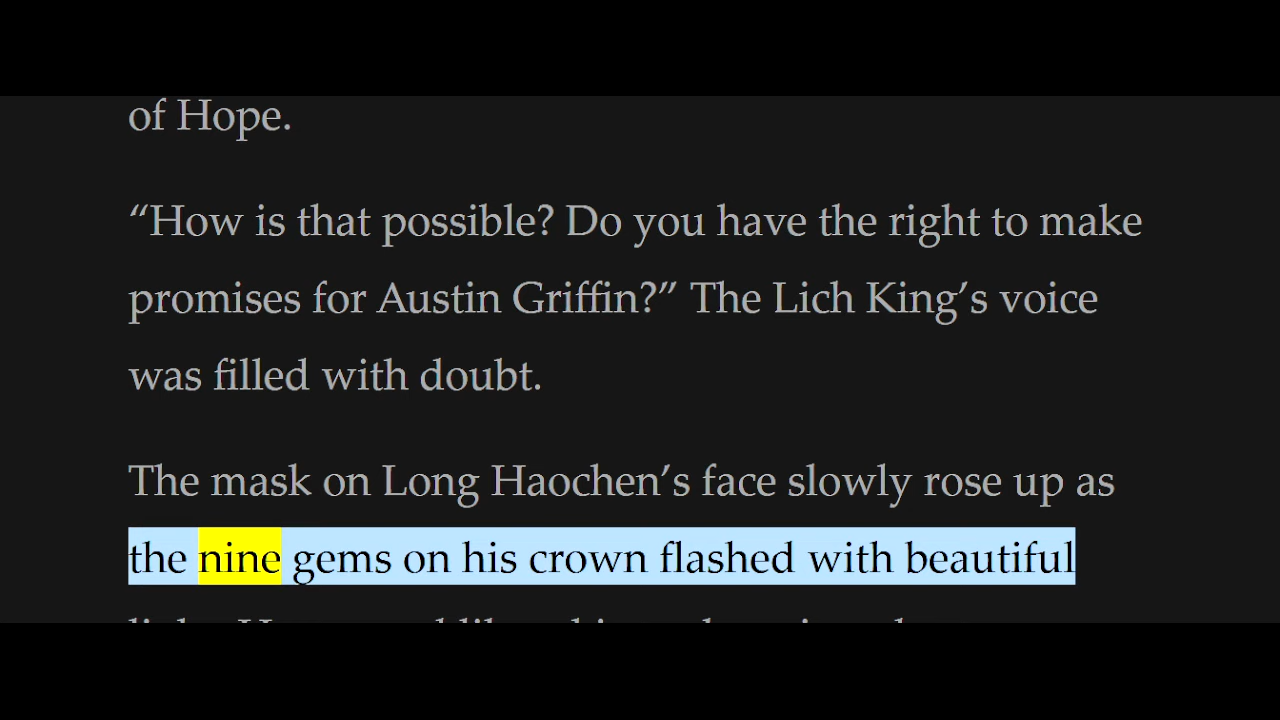 of Hope.
“How is that possible? Do you have the right to make
promises for Austin Griffin?” The Lich King’s voice
was filled with doubt.
The mask on Long Haochen’s face slowly rose up as
the nine gems on his crown flashed with beautiful